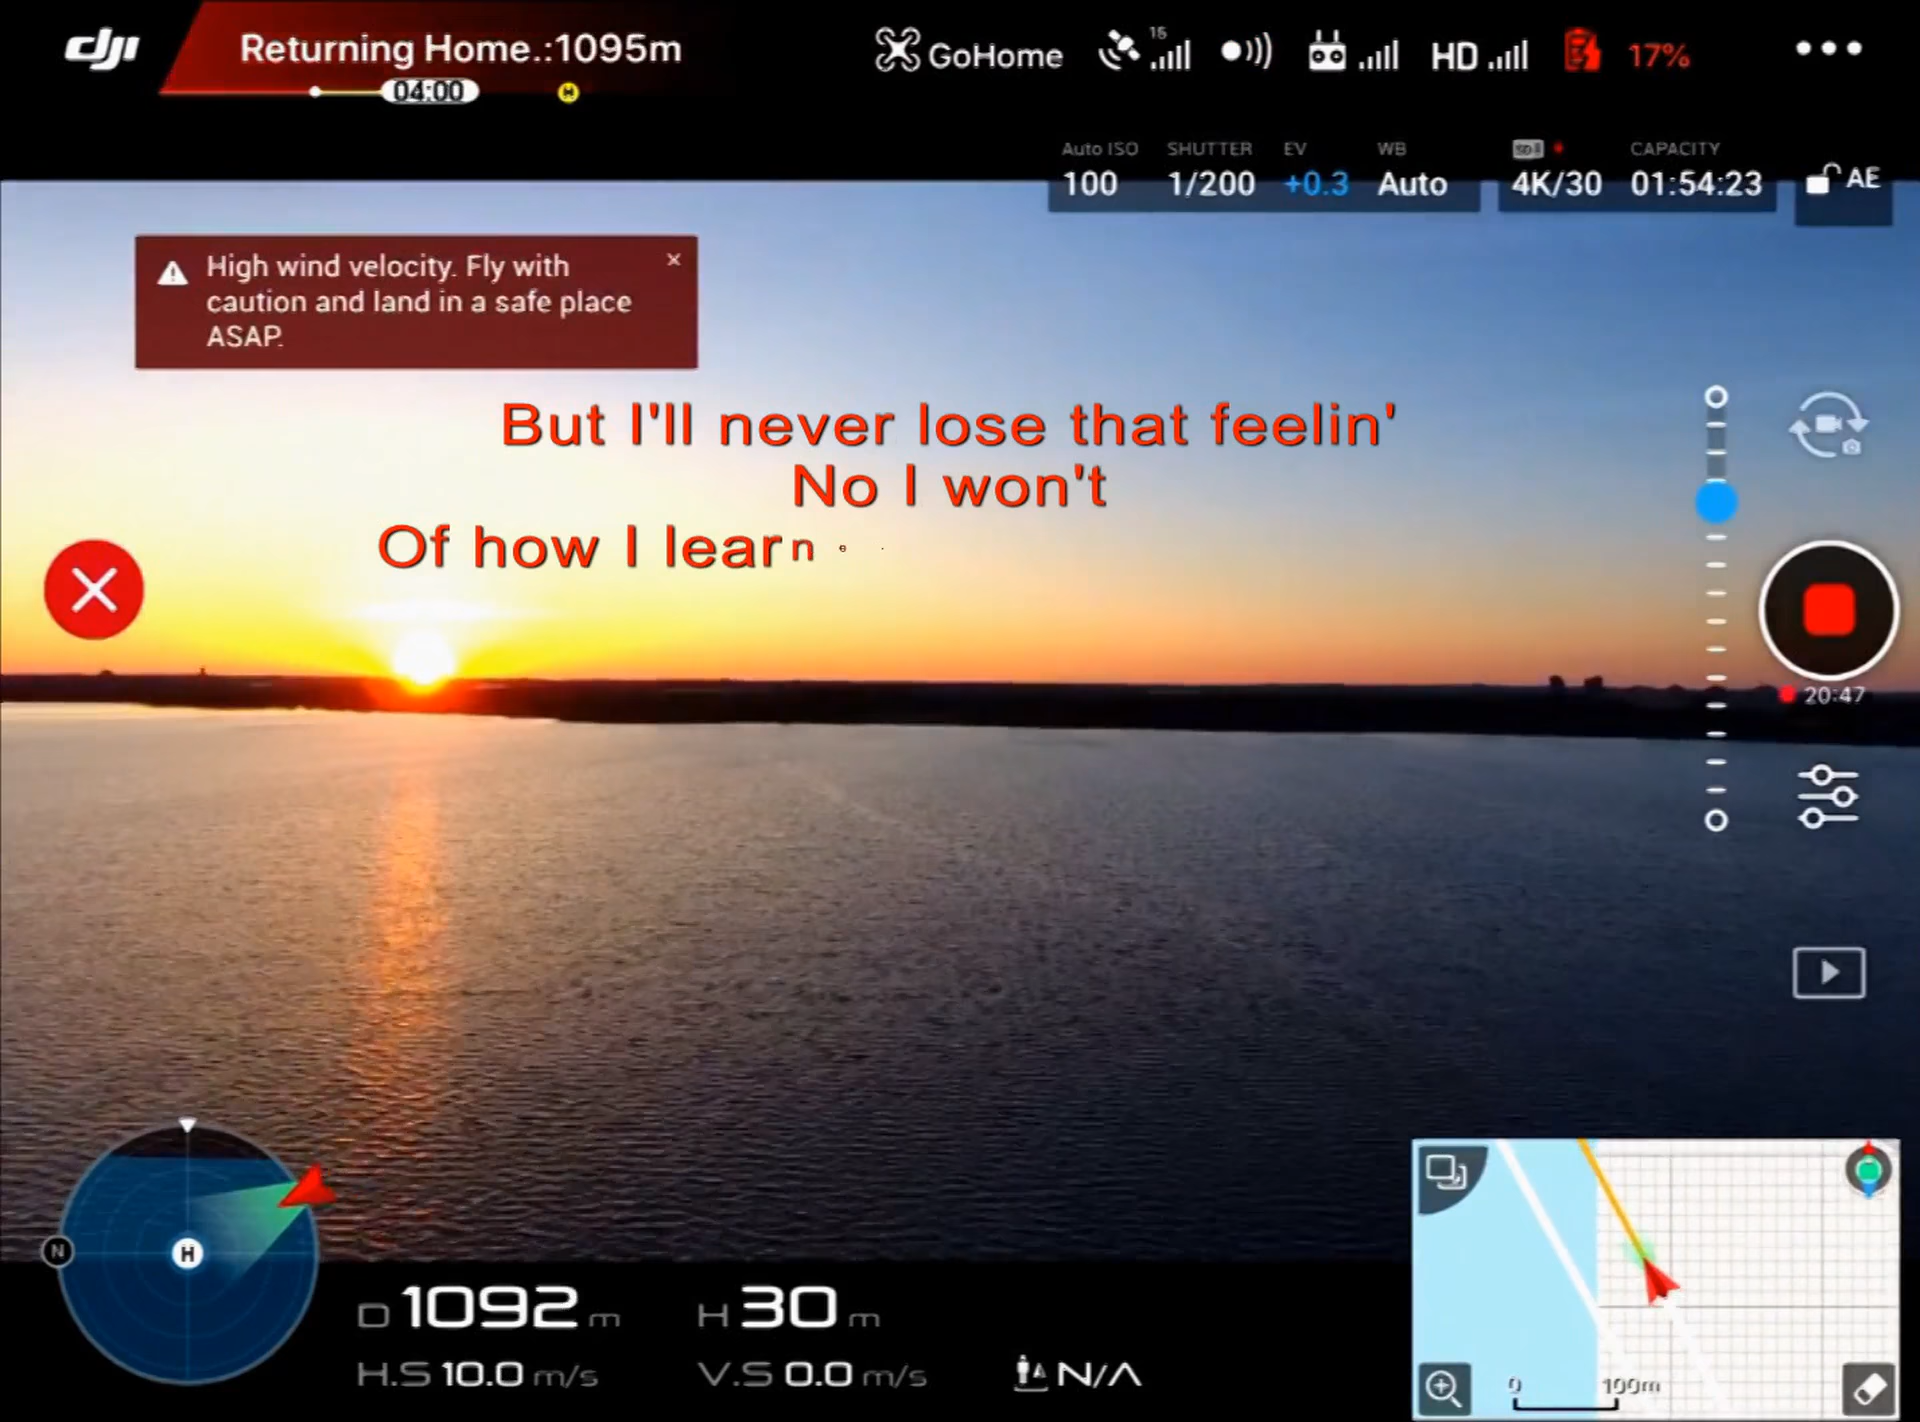 dji
Returning Home.:1095m
04:00
H
GoHome
16
HD
17%
Auto ISO
100
SHUTTER
1/200
EV
+0.3
WB
Auto
4K/30
CAPACITY
01:54:23
AE
High wind velocity. Fly with
caution and land in a safe place
ASAP.
But I'll never lose that feelin'
No I won't
Of how I learne
20:47
N
H
D 1092 m
H 30 m
H.S 10.0 m/s
V.S 0.0 m/s
N/A
0
100m